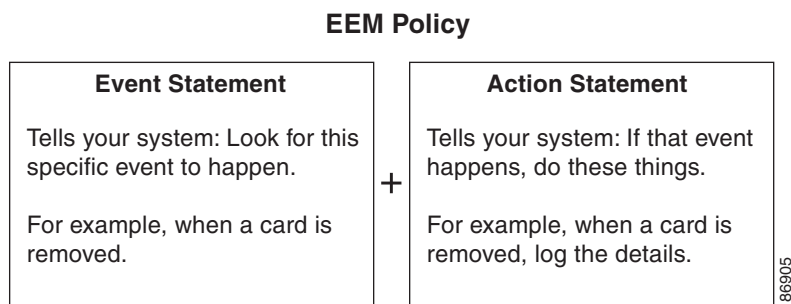 EEM Policy
Event Statement
Tells your system: Look for this
specific event to happen.
For example, when a card is
removed.
+
Action Statement
Tells your system: If that event
happens, do these things.
For example, when a card is
removed, log the details.
86905